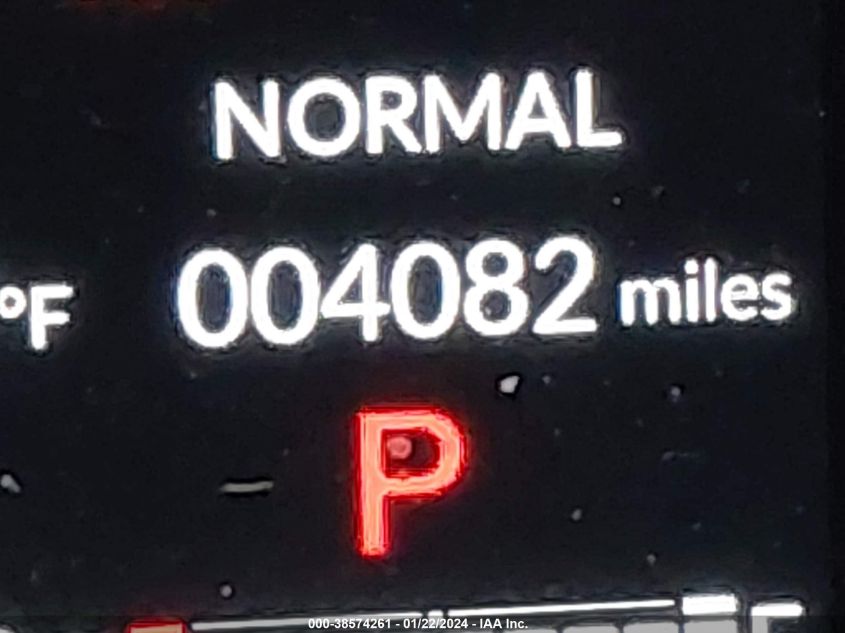 NORMAL
°F 004082 miles
P
000-38574261 - 01/22/2024 - IAA Inc.